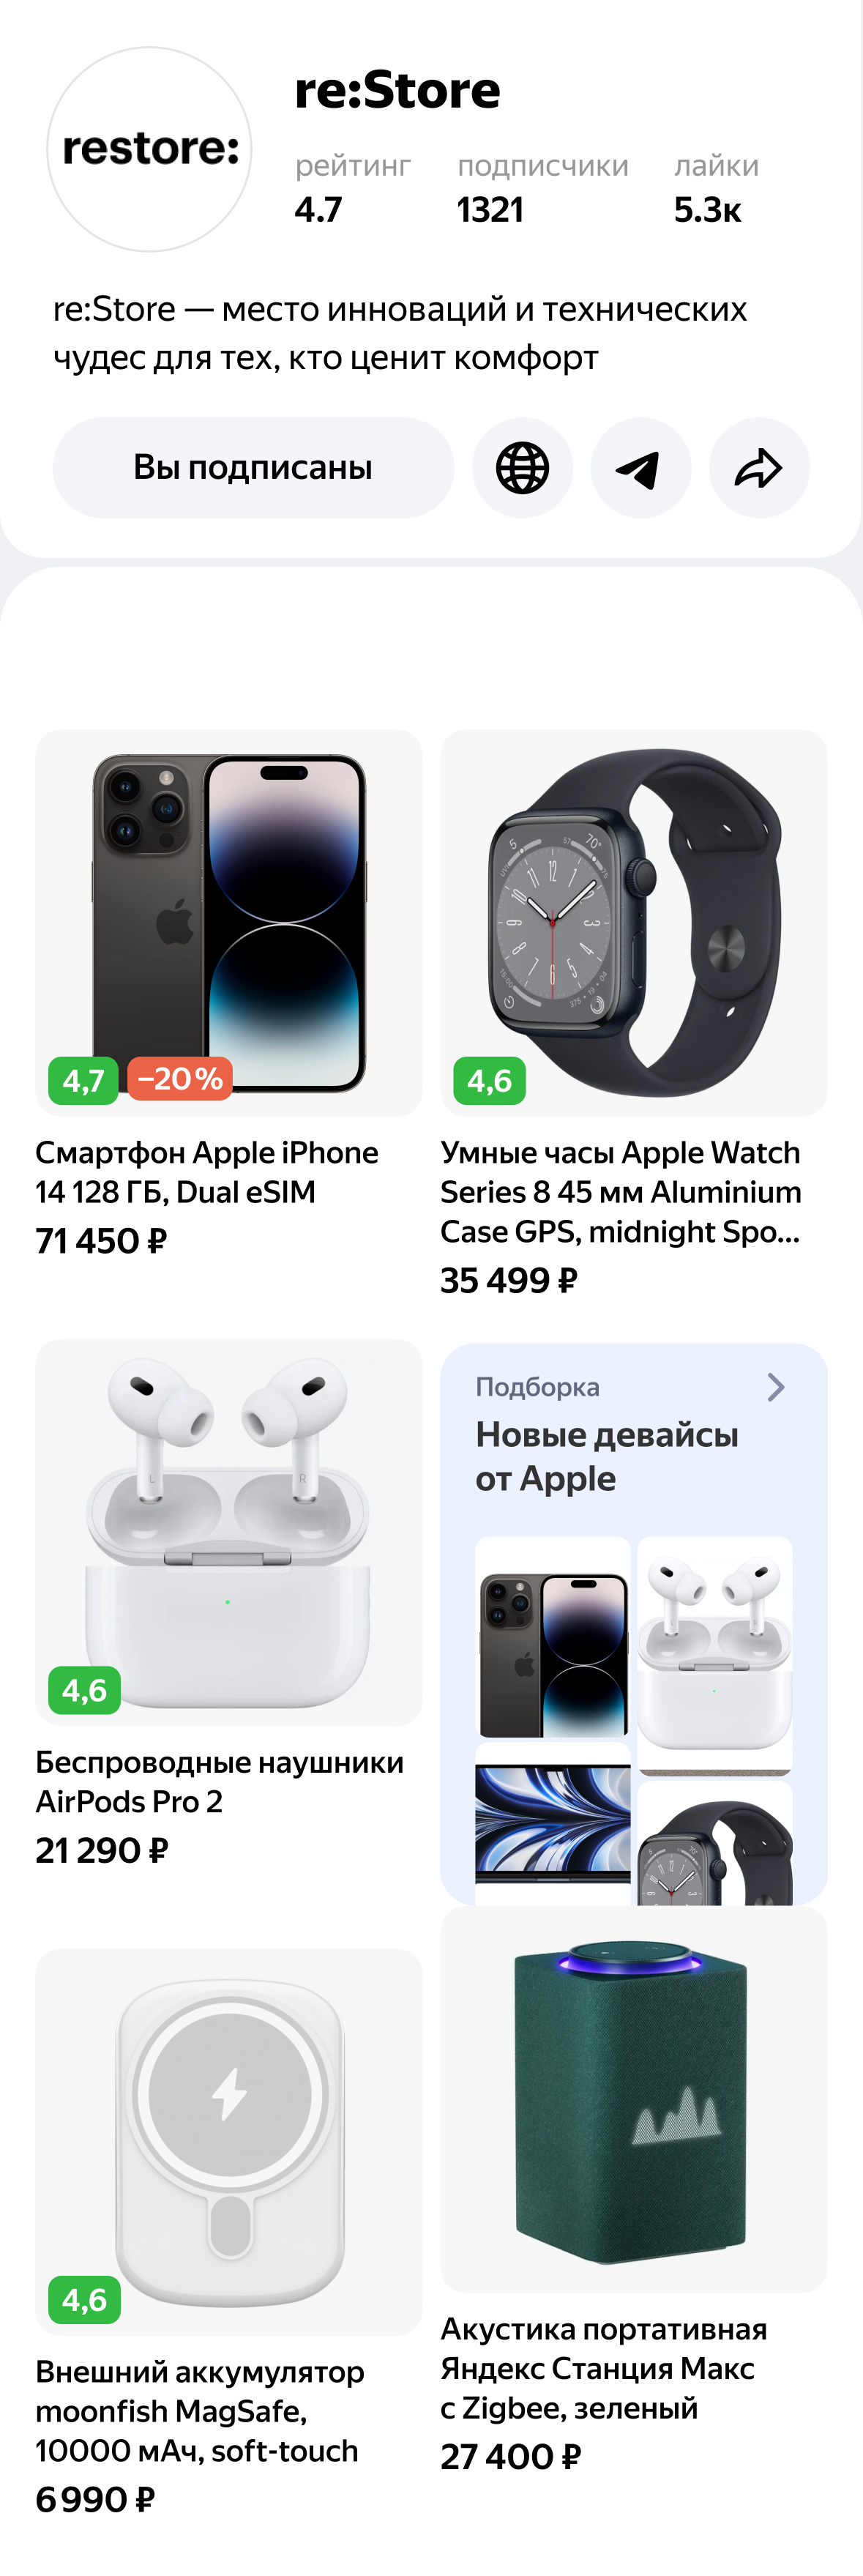 restore:
re:Store
рейтинг подписчики лайки
4.7 1321 5.3к
re:Store — место инноваций и технических
чудес для тех, кто ценит комфорт
Вы подписаны
4,7 –20%
Смартфон Apple iPhone
14 128 ГБ, Dual eSIM
71 450 ₽
4,6
Умные часы Apple Watch
Series 8 45 мм Aluminium
Case GPS, midnight Spo...
35 499 ₽
L R
4,6
Беспроводные наушники
AirPods Pro 2
21 290 ₽
Подборка
Новые девайсы
от Apple
4,6
Внешний аккумулятор
moonfish MagSafe,
10000 мАч, soft-touch
6 990 ₽
Акустика портативная
Яндекс Станция Макс
с Zigbee, зеленый
27 400 ₽